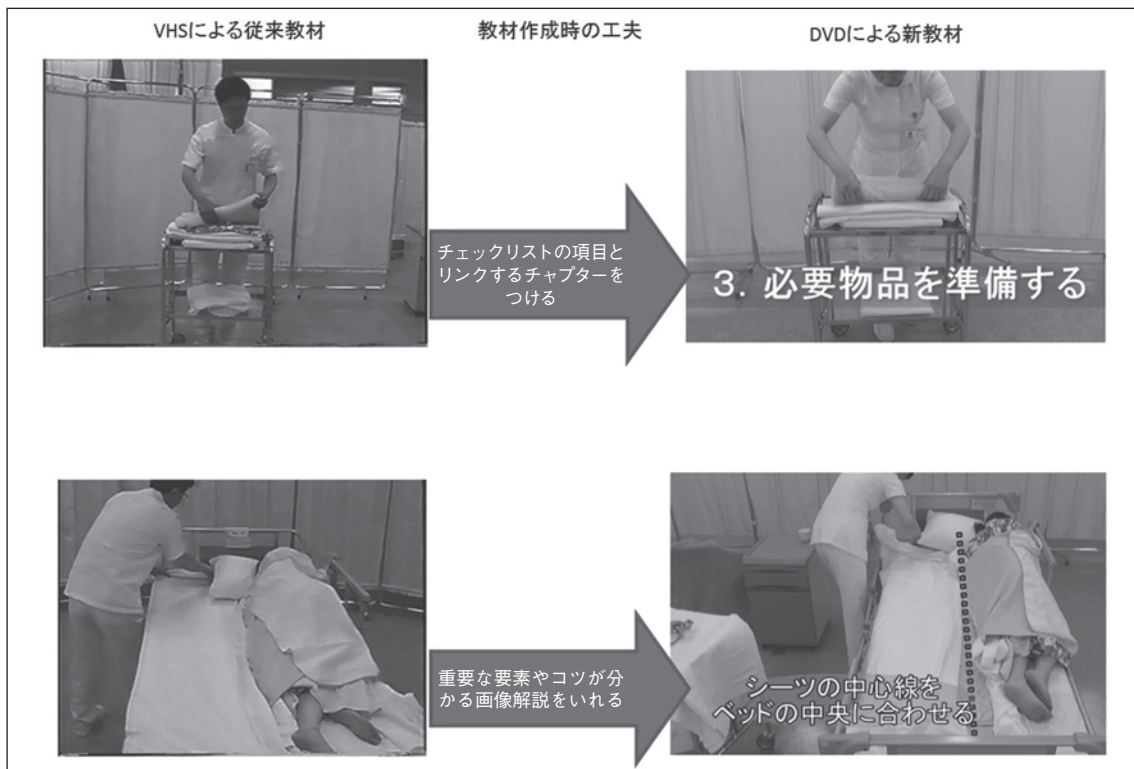 VHSによる従来教材
教材作成時の工夫
DVDによる新教材
チェックリストの項目と
リンクするチャプターを
つける
3. 必要物品を準備する
重要な要素やコツが分
かる画像解説をいれる
シーツの中心線を
ベッドの中央に合わせる